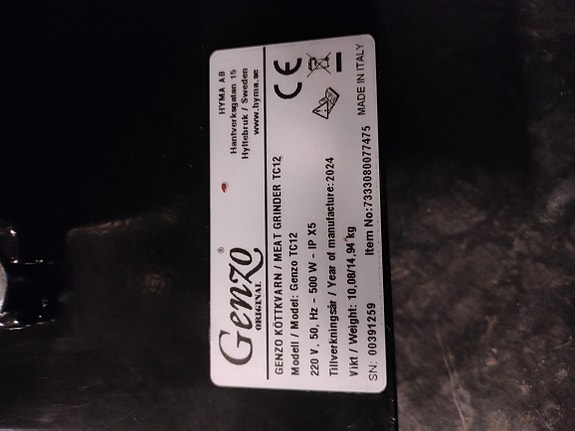 Genzo®
ORIGINAL
HYMA AB
Hantverksgatan 15
Hyltebruk / Sweden
www.hyma.se
GENZO KÖTTKVARN / MEAT GRINDER TC12
Modell / Model: Genzo TC12
220 V, 50, Hz - 500 W - IP X5
Tillverkningsår / Year of manufacture:2024
Vikt / Weight: 10,08/14,94 kg
SN: 00391259
Item No:7333080077475
CE
MADE IN ITALY